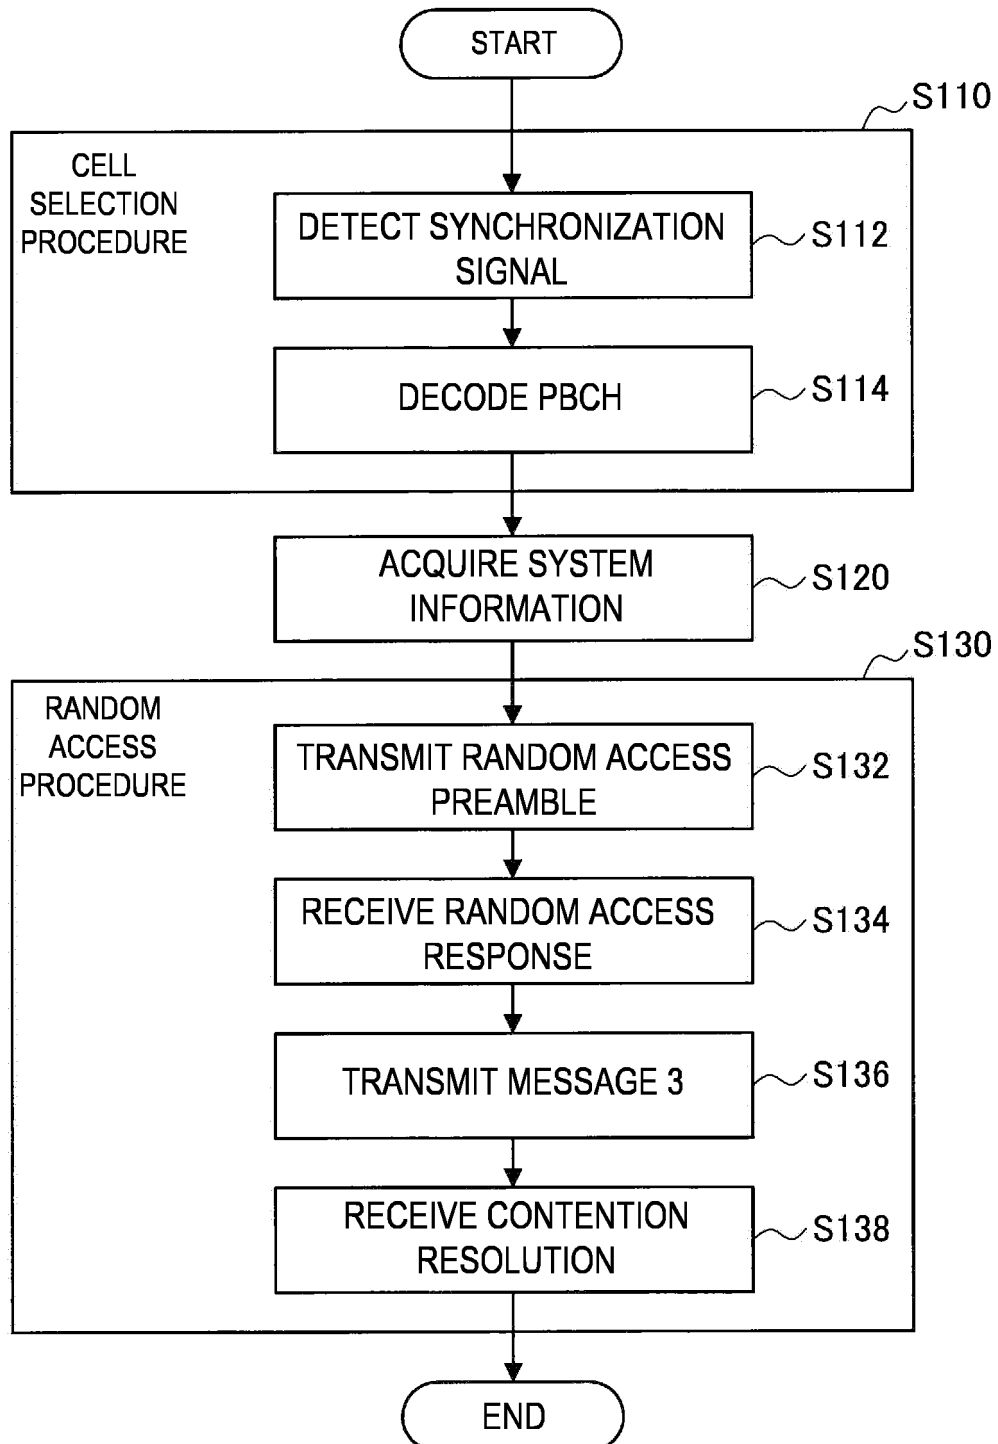 START
S110
CELL
SELECTION
PROCEDURE
DETECT SYNCHRONIZATION
SIGNAL
S112
DECODE PBCH
S114
ACQUIRE SYSTEM
INFORMATION
S120
S130
RANDOM
ACCESS
PROCEDURE
TRANSMIT RANDOM ACCESS
PREAMBLE
S132
RECEIVE RANDOM ACCESS
RESPONSE
S134
TRANSMIT MESSAGE 3
S136
RECEIVE CONTENTION
RESOLUTION
S138
END